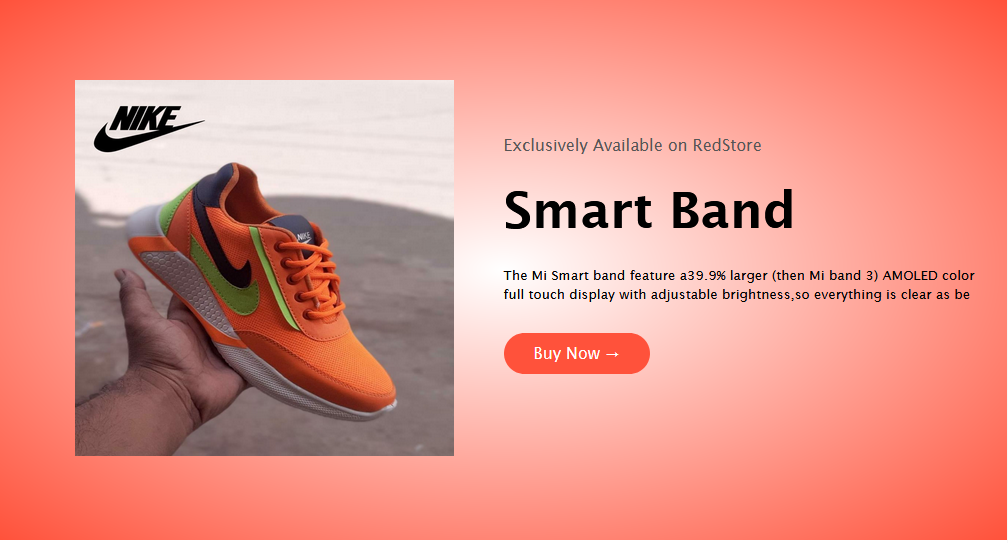 NIKE
NIKE
Exclusively Available on RedStore
Smart Band
The Mi Smart band feature a39.9% larger (then Mi band 3) AMOLED color
full touch display with adjustable brightness,so everything is clear as be
Buy Now →